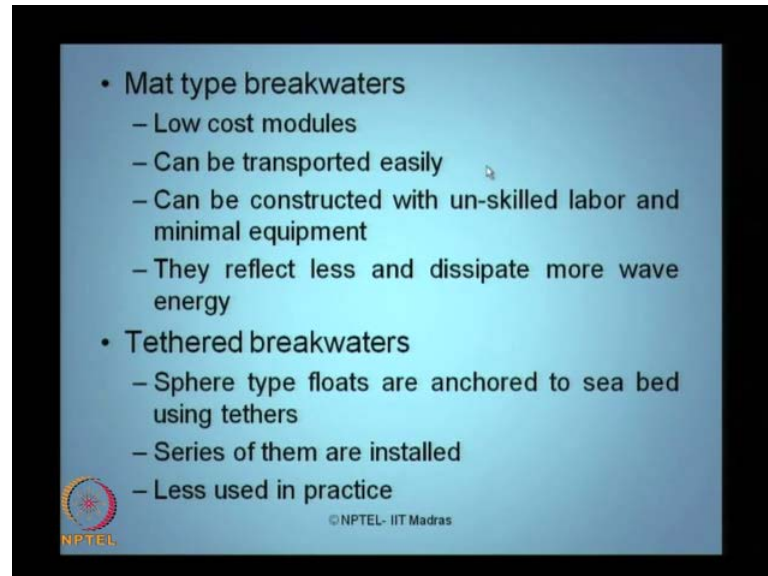 • Mat type breakwaters
– Low cost modules
– Can be transported easily
– Can be constructed with un-skilled labor and
minimal equipment
– They reflect less and dissipate more wave
energy
• Tethered breakwaters
– Sphere type floats are anchored to sea bed
using tethers
– Series of them are installed
– Less used in practice
©NPTEL- IIT Madras
NPTEL